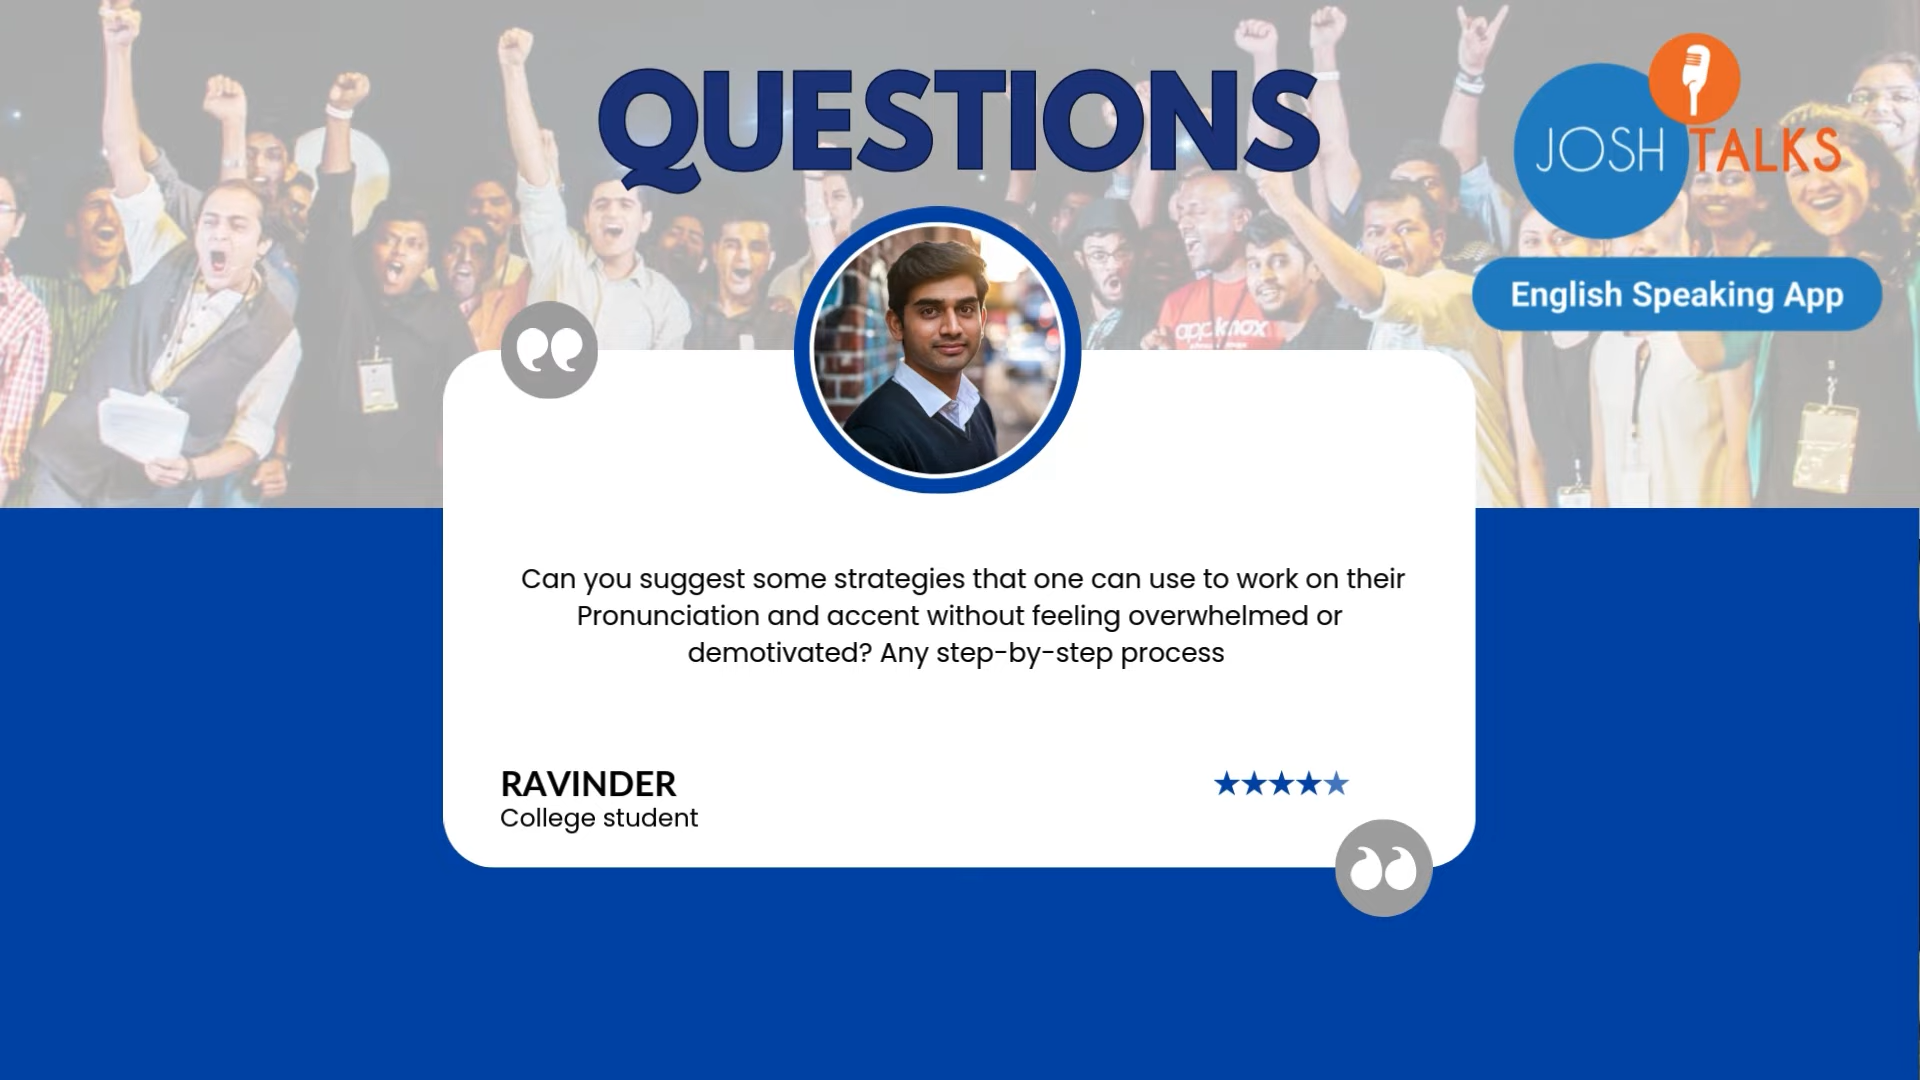 QUESTIONS
JOSH TALKS
English Speaking App
appknox
Can you suggest some strategies that one can use to work on their
Pronunciation and accent without feeling overwhelmed or
demotivated? Any step-by-step process
RAVINDER
College student